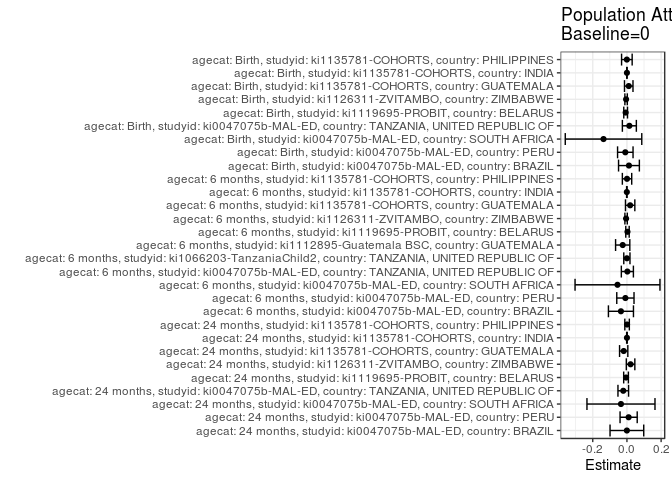 Population Att
Baseline=0
agecat: Birth, studyid: ki1135781-COHORTS, country: PHILIPPINES
agecat: Birth, studyid: ki1135781-COHORTS, country: INDIA
agecat: Birth, studyid: ki1135781-COHORTS, country: GUATEMALA
agecat: Birth, studyid: ki1126311-ZVITAMBO, country: ZIMBABWE
agecat: Birth, studyid: ki1119695-PROBIT, country: BELARUS
agecat: Birth, studyid: ki0047075b-MAL-ED, country: TANZANIA, UNITED REPUBLIC OF
agecat: Birth, studyid: ki0047075b-MAL-ED, country: SOUTH AFRICA
agecat: Birth, studyid: ki0047075b-MAL-ED, country: PERU
agecat: Birth, studyid: ki0047075b-MAL-ED, country: BRAZIL
agecat: 6 months, studyid: ki1135781-COHORTS, country: PHILIPPINES
agecat: 6 months, studyid: ki1135781-COHORTS, country: INDIA
agecat: 6 months, studyid: ki1135781-COHORTS, country: GUATEMALA
agecat: 6 months, studyid: ki1126311-ZVITAMBO, country: ZIMBABWE
agecat: 6 months, studyid: ki1119695-PROBIT, country: BELARUS
agecat: 6 months, studyid: ki1112895-Guatemala BSC, country: GUATEMALA
agecat: 6 months, studyid: ki1066203-TanzaniaChild2, country: TANZANIA, UNITED REPUBLIC OF
agecat: 6 months, studyid: ki0047075b-MAL-ED, country: TANZANIA, UNITED REPUBLIC OF
agecat: 6 months, studyid: ki0047075b-MAL-ED, country: SOUTH AFRICA
agecat: 6 months, studyid: ki0047075b-MAL-ED, country: PERU
agecat: 6 months, studyid: ki0047075b-MAL-ED, country: BRAZIL
agecat: 24 months, studyid: ki1135781-COHORTS, country: PHILIPPINES
agecat: 24 months, studyid: ki1135781-COHORTS, country: INDIA
agecat: 24 months, studyid: ki1135781-COHORTS, country: GUATEMALA
agecat: 24 months, studyid: ki1126311-ZVITAMBO, country: ZIMBABWE
agecat: 24 months, studyid: ki1119695-PROBIT, country: BELARUS
agecat: 24 months, studyid: ki0047075b-MAL-ED, country: TANZANIA, UNITED REPUBLIC OF
agecat: 24 months, studyid: ki0047075b-MAL-ED, country: SOUTH AFRICA
agecat: 24 months, studyid: ki0047075b-MAL-ED, country: PERU
agecat: 24 months, studyid: ki0047075b-MAL-ED, country: BRAZIL
-0.2 0.0 0.2
Estimate